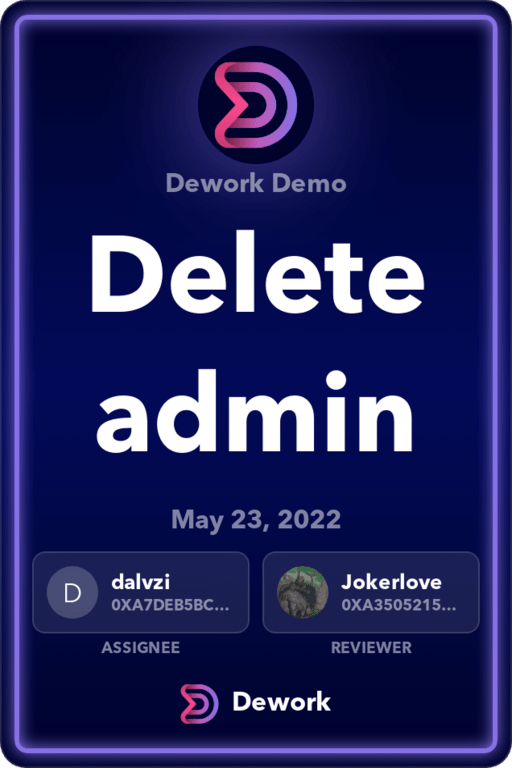 Dework Demo
Delete
admin
May 23, 2022
D
dalvzi
0XA7DEB5BC...
Jokerlove
0XA3505215...
ASSIGNEE
REVIEWER
Dework